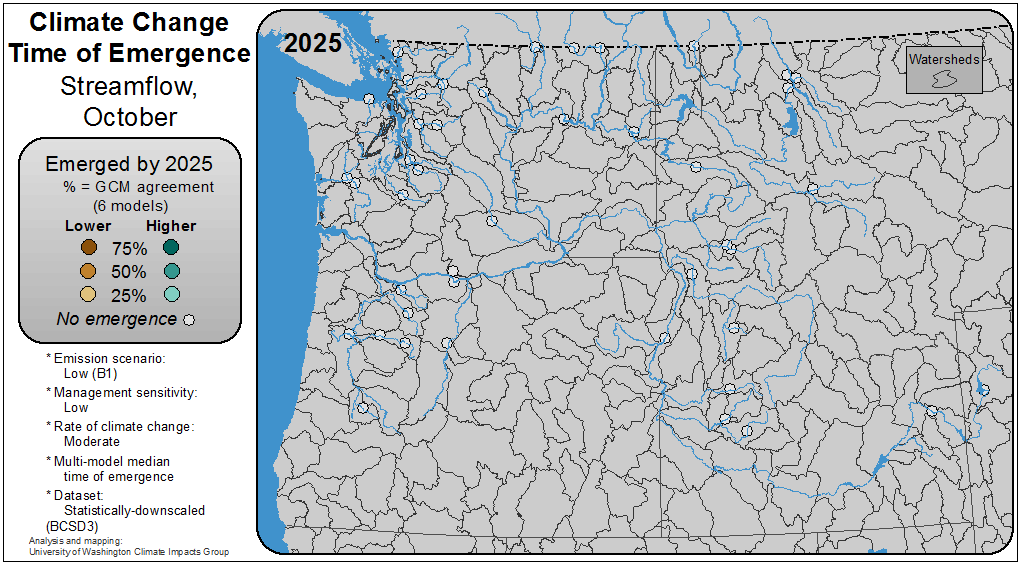 Climate Change
Time of Emergence
Streamflow,
October
Emerged by 2025
% = GCM agreement
(6 models)
Lower Higher
75%
50%
25%
No emergence
* Emission scenario:
Low (B1)
* Management sensitivity:
Low
* Rate of climate change:
Moderate
* Multi-model median
time of emergence
* Dataset:
Statistically-downscaled
(BCSD3)
Analysis and mapping:
University of Washington Climate Impacts Group
2025
Watersheds